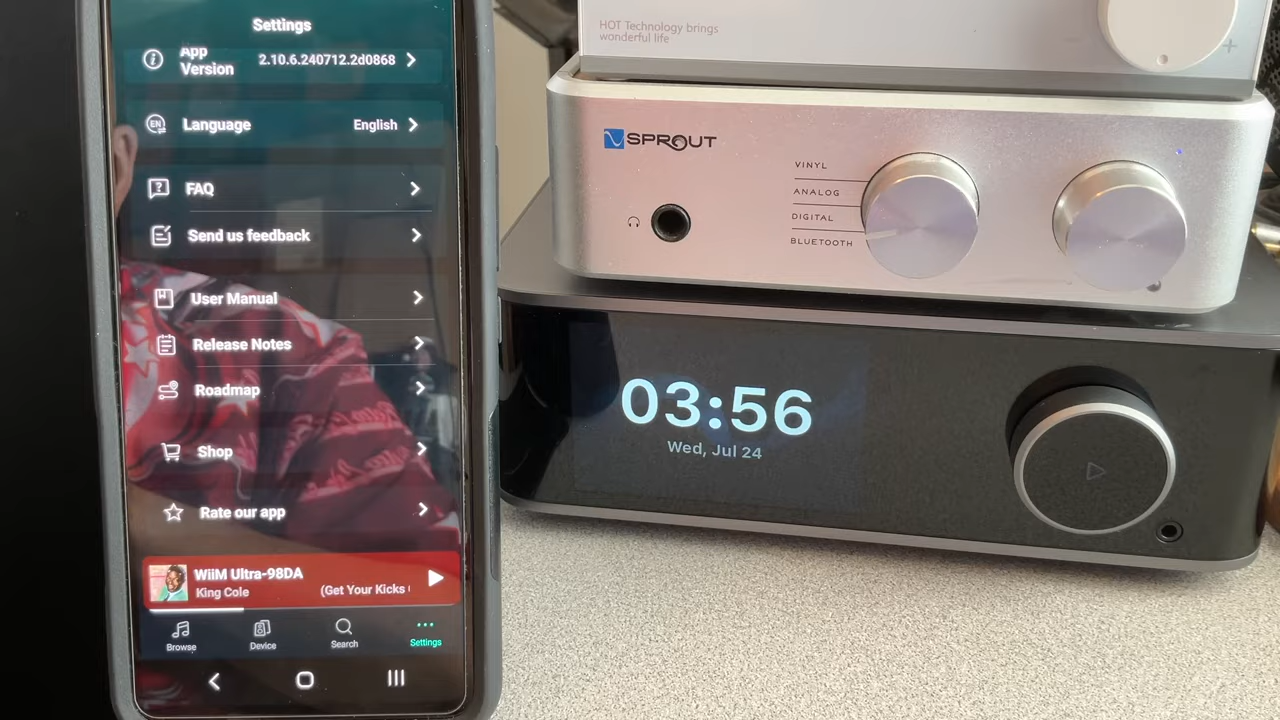 Settings
App
Version
2.10.6.240712.2d0868
EN
Language
English
FAQ
Send us feedback
User Manual
Release Notes
Roadmap
Shop
Rate our app
WiiM Ultra-98DA
King Cole
(Get Your Kicks
Browse
Device
Search
Settings
HOT Technology brings
wonderful life
SPROUT
VINYL
ANALOG
DIGITAL
BLUETOOTH
03:56
Wed, Jul 24